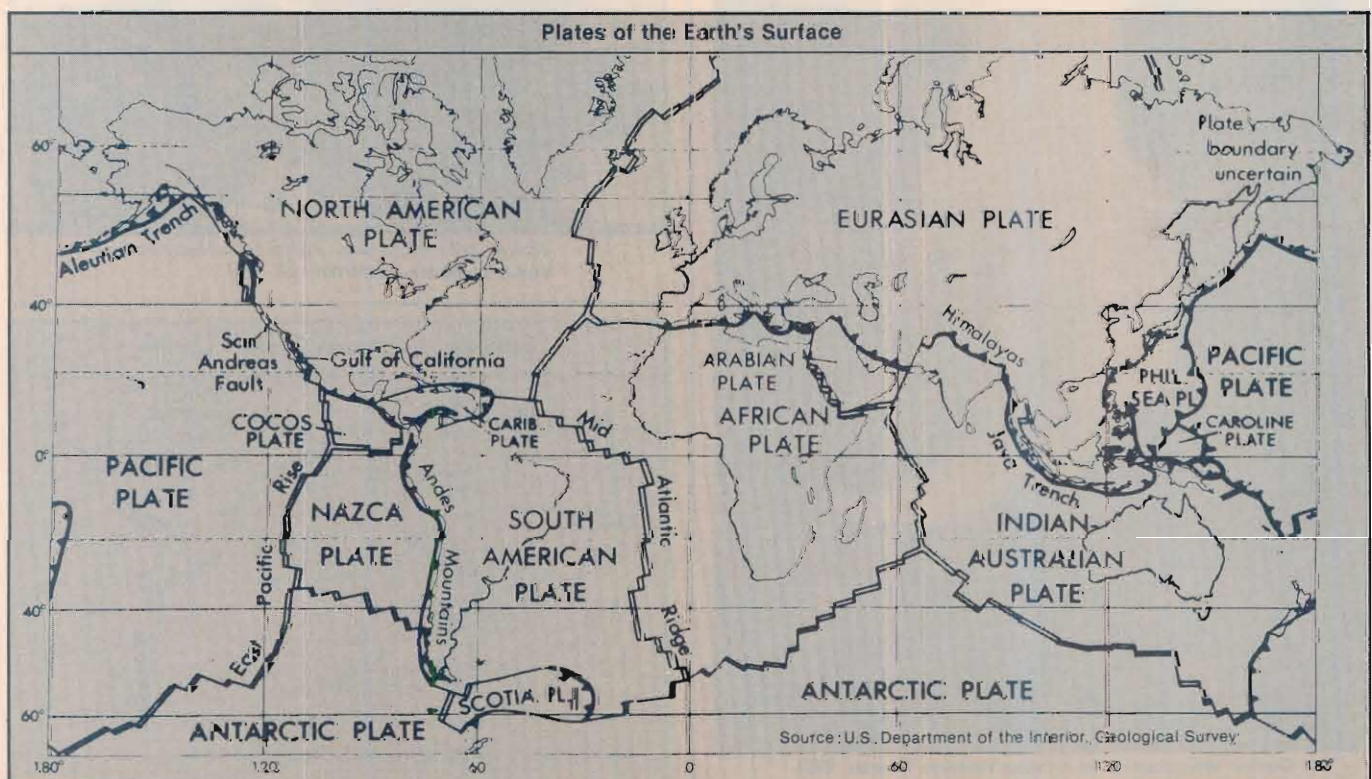 Plates of the Earth's Surface
60°
Plate
boundary
uncertain
NORTH AMERICAN
PLATE
EURASIAN PLATE
Aleutian Trench
40°
San
Andreas
Fault
Gulf of California
Himalayas
ARABIAN
PLATE
PACIFIC
PLATE
PHIL.
SEA PL.
COCOS
PLATE
CARIB.
PLATE
Mid
Atlantic
Ridge
AFRICAN
PLATE
CAROLINE
PLATE
0°
PACIFIC
PLATE
East
Pacific
Rise
NAZCA
PLATE
Andes
Mountains
SOUTH
AMERICAN
PLATE
Java
Trench
INDIAN
AUSTRALIAN
PLATE
40°
SCOTIA PL.
ANTARCTIC PLATE
60°
ANTARCTIC PLATE
Source: U.S. Department of the Interior, Geological Survey
180°
120
60
0
60
120
180°